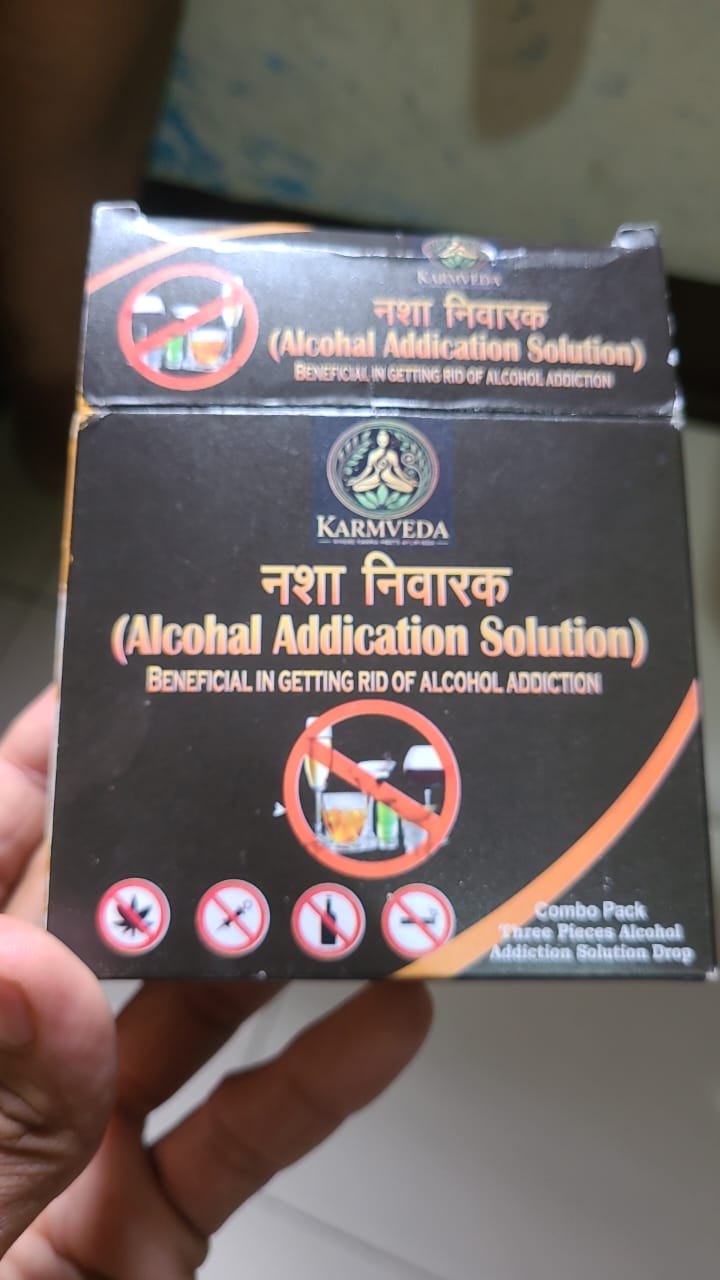 KARMVEDA
नशा निवारक
(Alcohal Addication Solution)
BENEFICIAL IN GETTING RID OF ALCOHOL ADDICTION
KARMVEDA
नशा निवारक
(Alcohal Addication Solution)
BENEFICIAL IN GETTING RID OF ALCOHOL ADDICTION
Combo Pack
Three Pieces Alcohol
Addiction Solution Drop